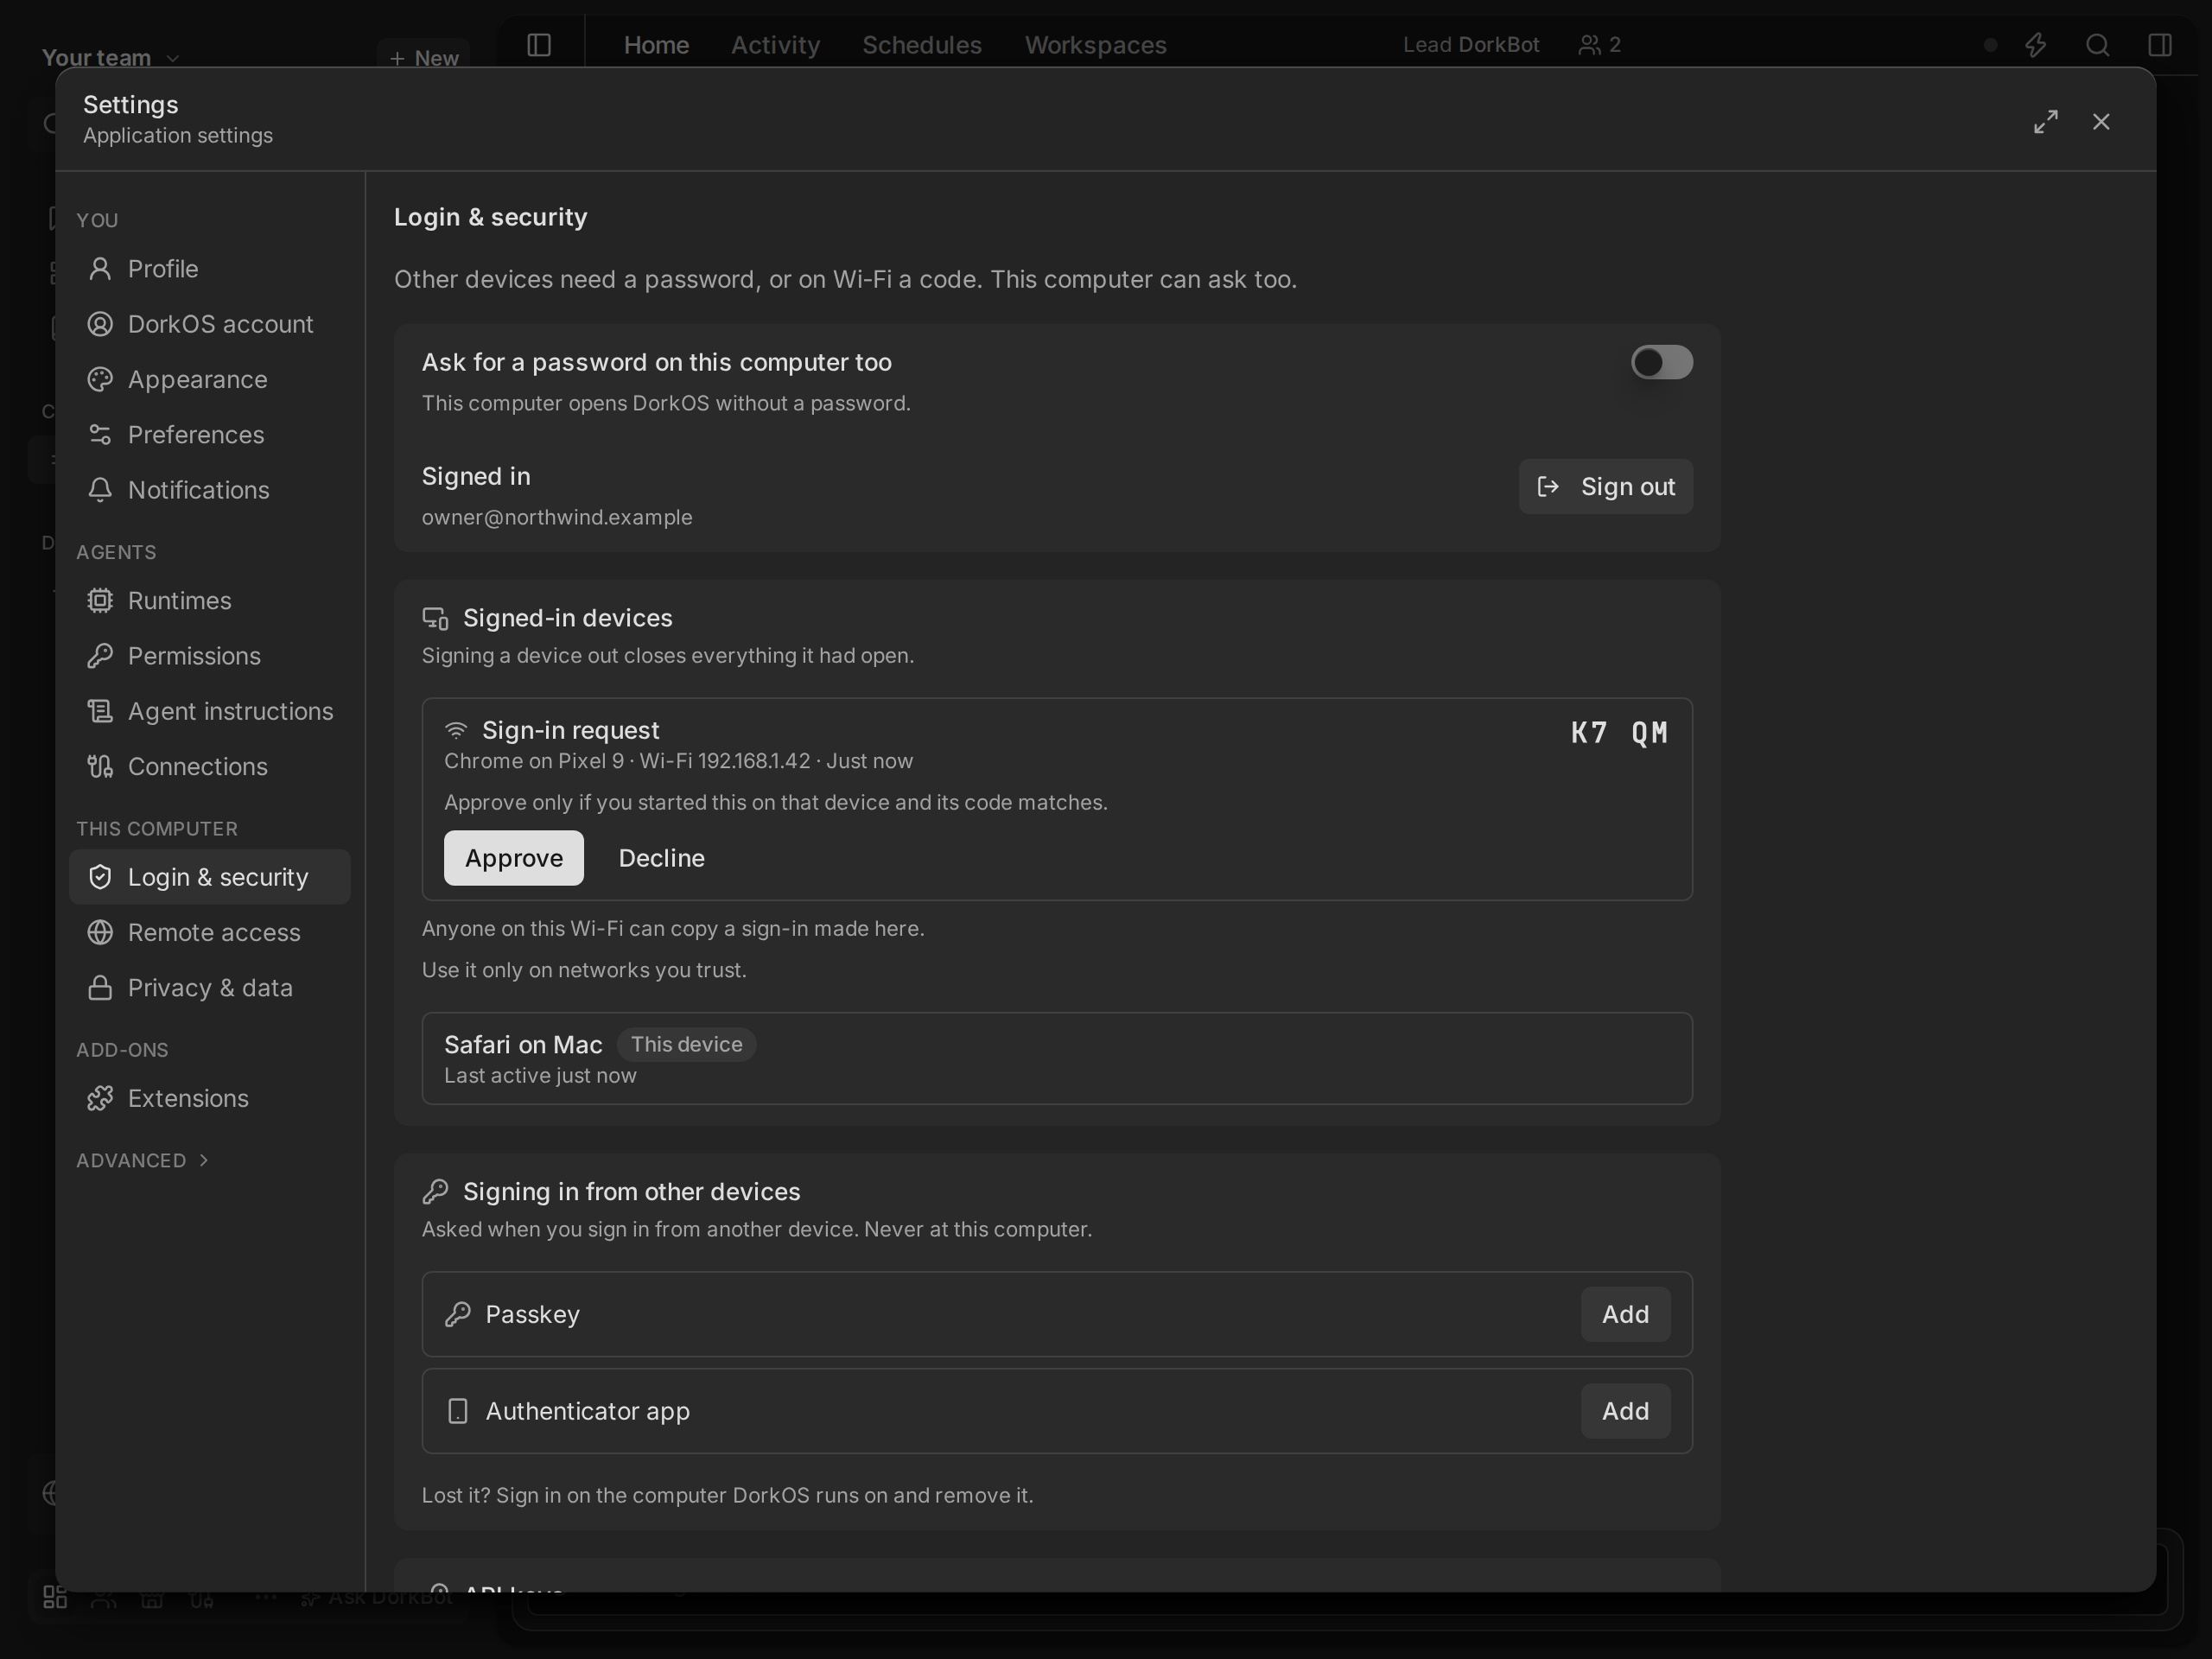 Your team
New
Home
Activity
Schedules
Workspaces
Lead DorkBot
2
Settings
Application settings
YOU
Profile
DorkOS account
Appearance
Preferences
Notifications
AGENTS
Runtimes
Permissions
Agent instructions
Connections
THIS COMPUTER
Login & security
Remote access
Privacy & data
ADD-ONS
Extensions
ADVANCED
Login & security
Other devices need a password, or on Wi-Fi a code. This computer can ask too.
Ask for a password on this computer too
This computer opens DorkOS without a password.
Signed in
owner@northwind.example
Sign out
Signed-in devices
Signing a device out closes everything it had open.
Sign-in request
K7 QM
Chrome on Pixel 9 · Wi-Fi 192.168.1.42 · Just now
Approve only if you started this on that device and its code matches.
Approve
Decline
Anyone on this Wi-Fi can copy a sign-in made here.
Use it only on networks you trust.
Safari on Mac
This device
Last active just now
Signing in from other devices
Asked when you sign in from another device. Never at this computer.
Passkey
Add
Authenticator app
Add
Lost it? Sign in on the computer DorkOS runs on and remove it.
API keys
Ask DorkBot